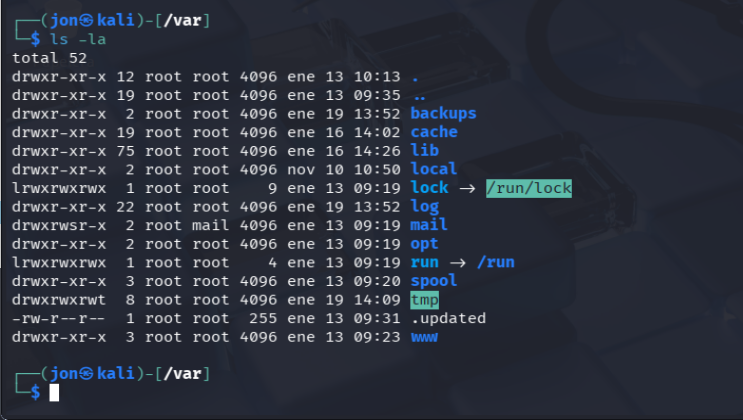 ┌──(jon㉿kali)-[/var]
└─$ ls -la
total 52
drwxr-xr-x 12 root root 4096 ene 13 10:13 .
drwxr-xr-x 19 root root 4096 ene 13 09:35 ..
drwxr-xr-x  2 root root 4096 ene 19 13:52 backups
drwxr-xr-x 19 root root 4096 ene 16 14:02 cache
drwxr-xr-x 75 root root 4096 ene 16 14:26 lib
drwxr-xr-x  2 root root 4096 nov 10 10:50 local
lrwxrwxrwx  1 root root    9 ene 13 09:19 lock → /run/lock
drwxr-xr-x 22 root root 4096 ene 19 13:52 log
drwxrwsr-x  2 root mail 4096 ene 13 09:19 mail
drwxr-xr-x  2 root root 4096 ene 13 09:19 opt
lrwxrwxrwx  1 root root    4 ene 13 09:19 run → /run
drwxr-xr-x  3 root root 4096 ene 13 09:20 spool
drwxrwxrwt  8 root root 4096 ene 19 14:09 tmp
-rw-r--r--  1 root root  255 ene 13 09:31 .updated
drwxr-xr-x  3 root root 4096 ene 13 09:23 www
┌──(jon㉿kali)-[/var]
└─$